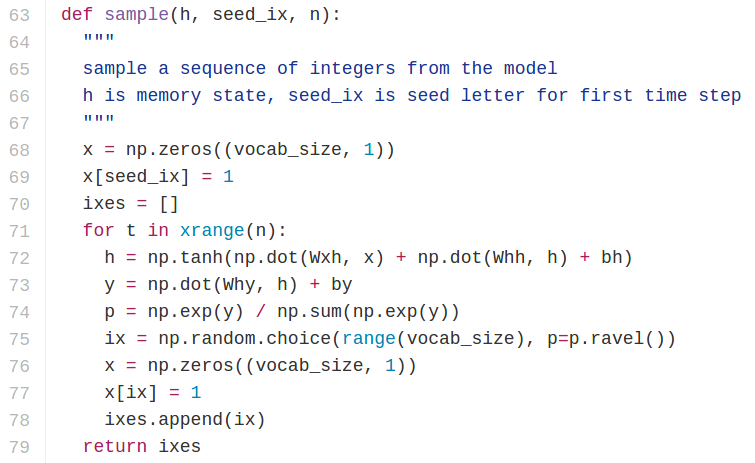 63 def sample(h, seed_ix, n):
64   """
65   sample a sequence of integers from the model
66   h is memory state, seed_ix is seed letter for first time step
67   """
68   x = np.zeros((vocab_size, 1))
69   x[seed_ix] = 1
70   ixes = []
71   for t in xrange(n):
72     h = np.tanh(np.dot(Wxh, x) + np.dot(Whh, h) + bh)
73     y = np.dot(Why, h) + by
74     p = np.exp(y) / np.sum(np.exp(y))
75     ix = np.random.choice(range(vocab_size), p=p.ravel())
76     x = np.zeros((vocab_size, 1))
77     x[ix] = 1
78     ixes.append(ix)
79   return ixes